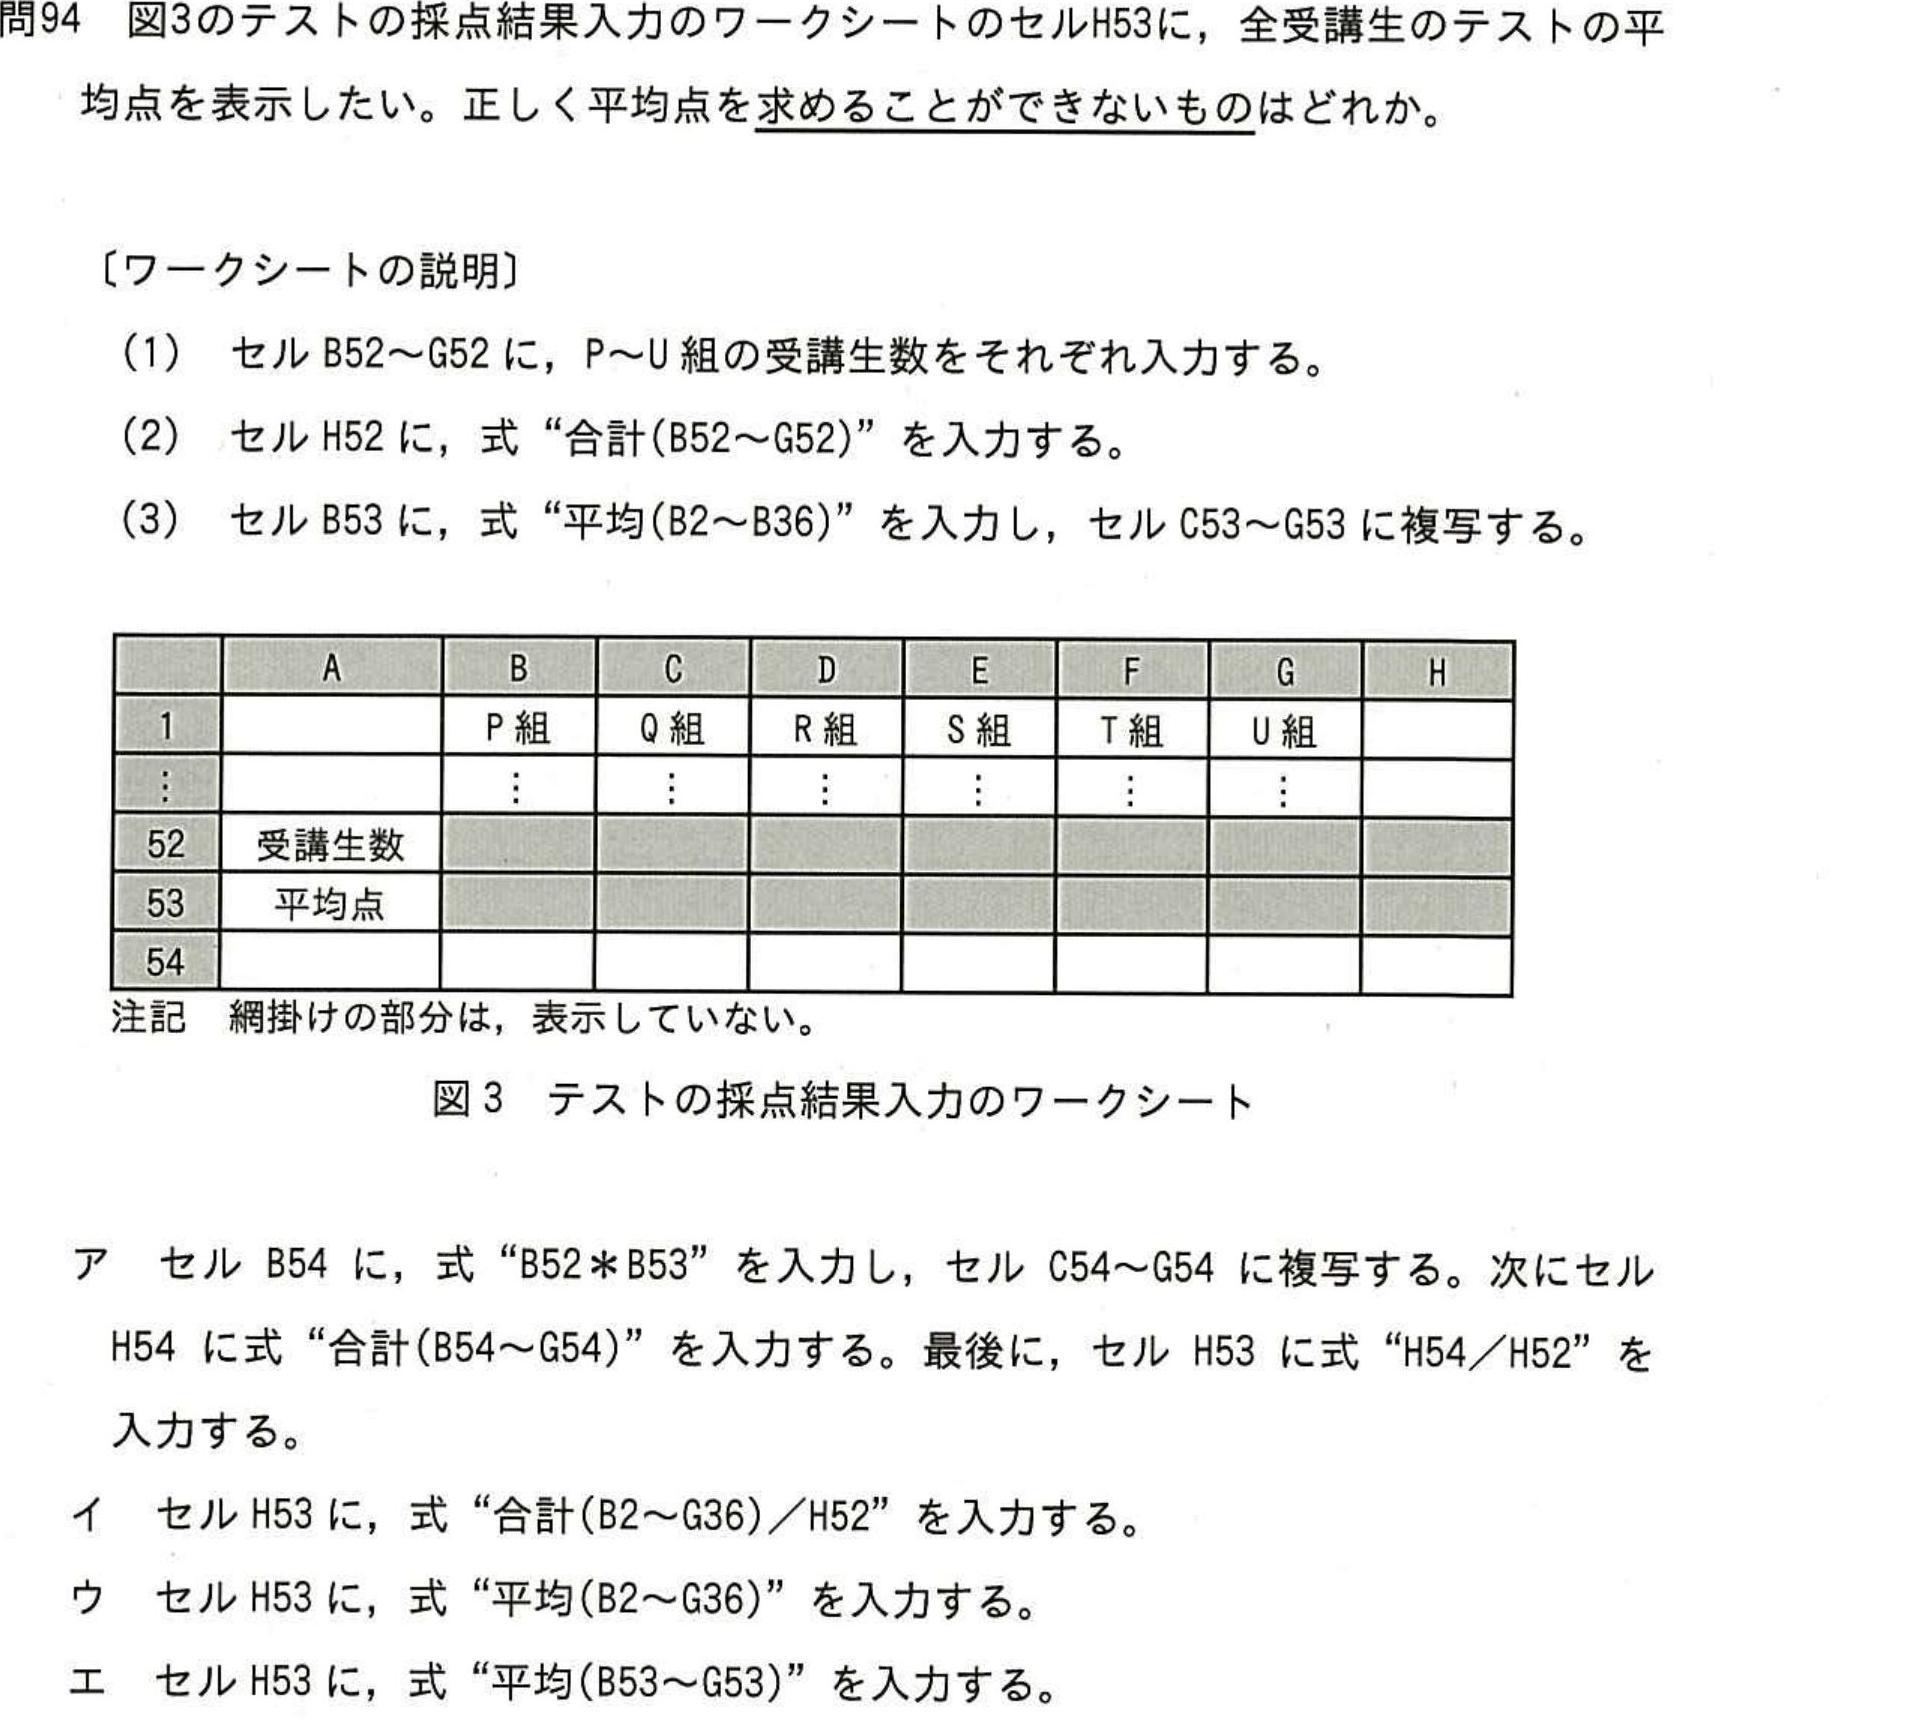 問94 図3のテストの採点結果入力のワークシートのセルH53に，全受講生のテストの平
均点を表示したい。正しく平均点を求めることができないものはどれか。
〔ワークシートの説明〕
(1) セル B52～G52 に，P～U 組の受講生数をそれぞれ入力する。
(2) セル H52 に，式 “合計(B52～G52)” を入力する。
(3) セル B53 に，式 “平均(B2～B36)” を入力し，セル C53～G53 に複写する。
A B C D E F G H
1 P 組 Q 組 R 組 S 組 T 組 U 組
⋮ ⋮ ⋮ ⋮ ⋮ ⋮ ⋮
52 受講生数
53 平均点
54
注記 網掛けの部分は，表示していない。
図 3 テストの採点結果入力のワークシート
ア セル B54 に，式 “B52＊B53” を入力し，セル C54～G54 に複写する。次にセル
H54 に式 “合計(B54～G54)” を入力する。最後に，セル H53 に式 “H54／H52” を
入力する。
イ セル H53 に，式 “合計(B2～G36)／H52” を入力する。
ウ セル H53 に，式 “平均(B2～G36)” を入力する。
エ セル H53 に，式 “平均(B53～G53)” を入力する。